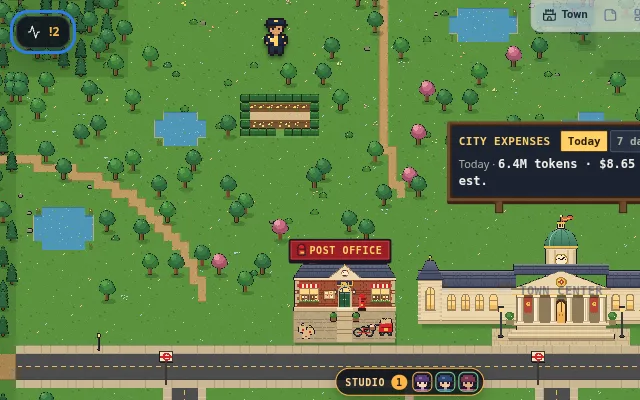 !2
Town
CITY EXPENSES Today 7 da
Today · 6.4M tokens · $8.65
est.
POST OFFICE
TOWN CENTER
STUDIO 1